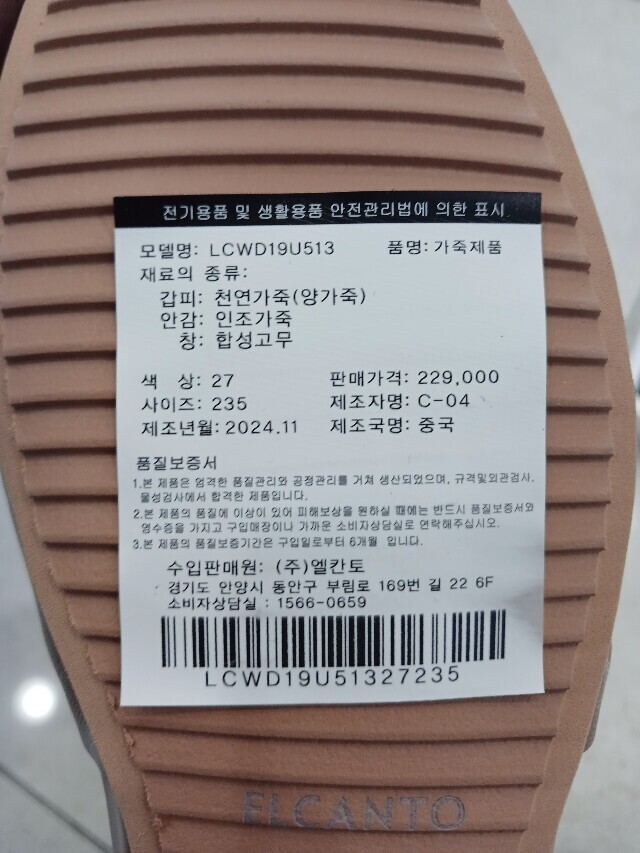 전기용품 및 생활용품 안전관리법에 의한 표시
모델명: LCWD19U513 품명: 가죽제품
재료의 종류:
갑피: 천연가죽(양가죽)
안감: 인조가죽
창: 합성고무
색 상: 27 판매가격: 229,000
사이즈: 235 제조자명: C-04
제조년월: 2024.11 제조국명: 중국
품질보증서
1.본 제품은 엄격한 품질관리와 공정관리를 거쳐 생산되었으며, 규격및외관검사,
물성검사에서 합격한 제품입니다.
2.본 제품의 품질에 이상이 있어 피해보상을 원하실 때에는 반드시 품질보증서와
영수증을 가지고 구입매장이나 가까운 소비자상담실로 연락해주십시오.
3.본 제품의 품질보증기간은 구입일로부터 6개월 입니다.
수입판매원: (주)엘칸토
경기도 안양시 동안구 부림로 169번 길 22 6F
소비자상담실 : 1566-0659
LCWD19U51327235
ELCANTO